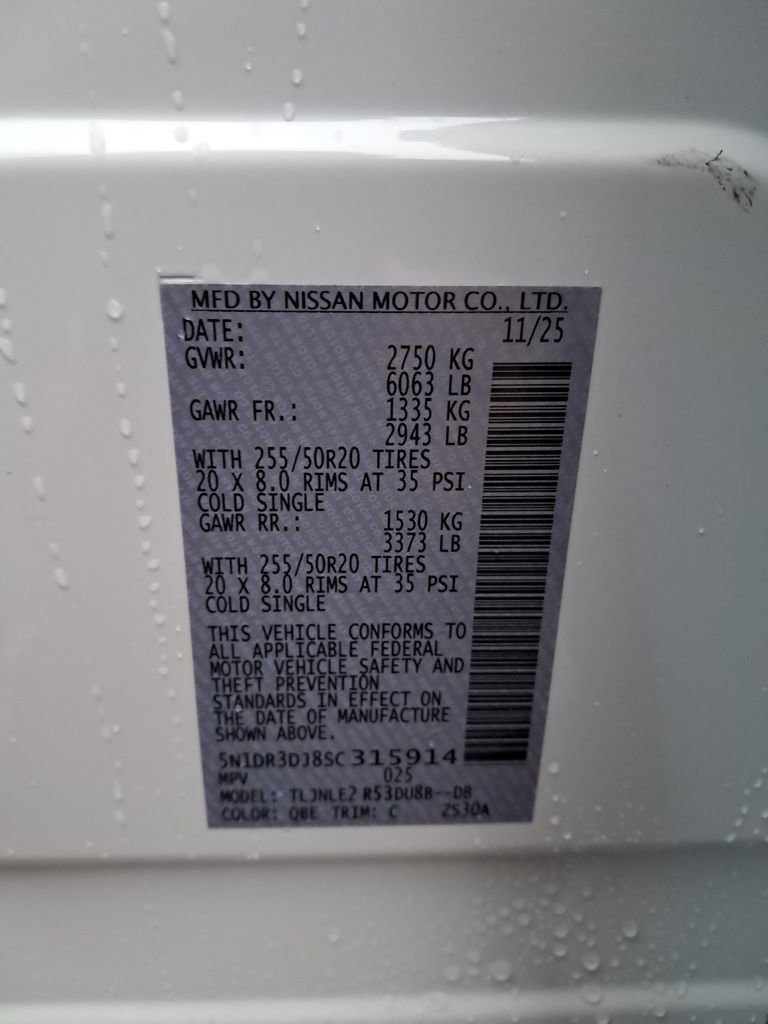 MFD BY NISSAN MOTOR CO., LTD.
DATE: 11/25
GVWR: 2750 KG
6063 LB
GAWR FR.: 1335 KG
2943 LB
WITH 255/50R20 TIRES
20 X 8.0 RIMS AT 35 PSI
COLD SINGLE
GAWR RR.: 1530 KG
3373 LB
WITH 255/50R20 TIRES
20 X 8.0 RIMS AT 35 PSI
COLD SINGLE
THIS VEHICLE CONFORMS TO
ALL APPLICABLE FEDERAL
MOTOR VEHICLE SAFETY AND
THEFT PREVENTION
STANDARDS IN EFFECT ON
THE DATE OF MANUFACTURE
SHOWN ABOVE.
5N1DR3DJ8SC315914
MPV 025
MODEL: TLJNLE2 R53DU8B--DB
COLOR: QBE TRIM: C ZS30A